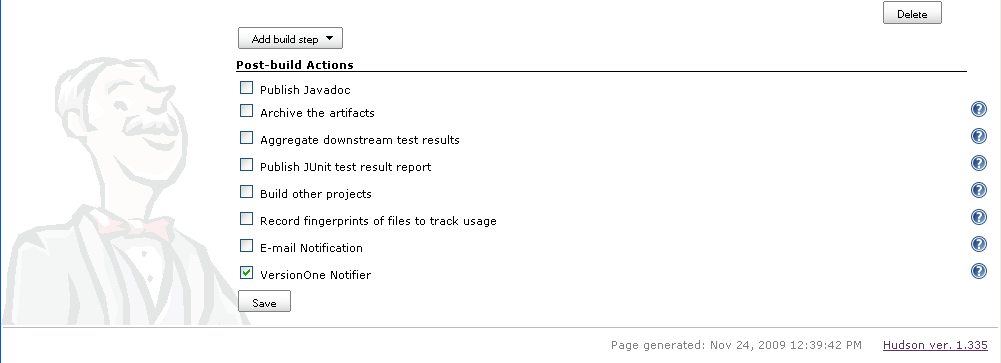 Delete
Add build step
Post-build Actions
Publish Javadoc
Archive the artifacts
Aggregate downstream test results
Publish JUnit test result report
Build other projects
Record fingerprints of files to track usage
E-mail Notification
VersionOne Notifier
Save
Page generated: Nov 24, 2009 12:39:42 PM Hudson ver. 1.335